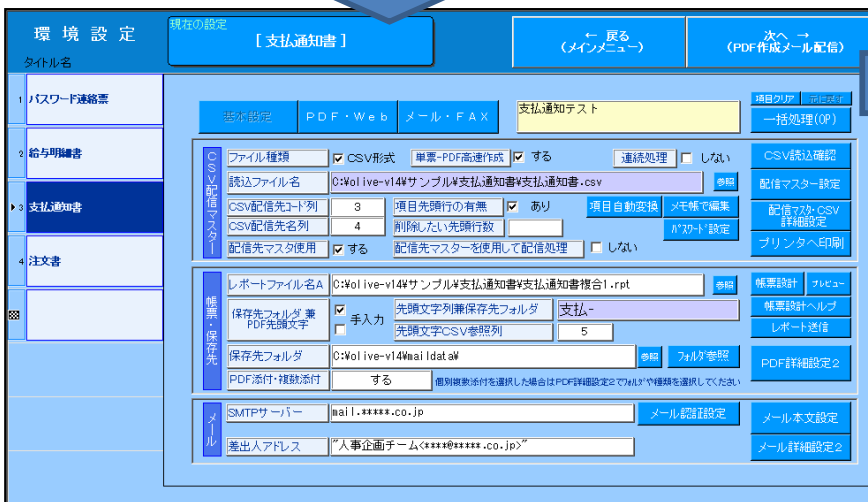 環 境 設 定
タイトル名
現在の設定
[ 支払通知書 ]
← 戻る
(メインメニュー)
次へ →
(PDF作成メール配信)
1 パスワード連絡票
2 給与明細書
3 支払通知書
4 注文書
基本設定 PDF・Web メール・FAX
支払通知テスト
項目クリア 元に戻す
一括処理(OP)
CSV配信マスター
ファイル種類 CSV形式 単票-PDF高速作成 する 連続処理 しない CSV読込確認
読込ファイル名 C:¥olive-v14¥サンプル¥支払通知書¥支払通知書.csv 参照 配信マスター設定
CSV配信先コード列 3 項目先頭行の有無 あり 項目自動変換 メモ帳で編集 配信マスタ・CSV
詳細設定
CSV配信先名列 4 削除したい先頭行数 パスワード設定
配信先マスタ使用 する 配信先マスターを使用して配信処理 しない プリンタへ印刷
帳票・保存先
レポートファイル名A C:¥olive-v14¥サンプル¥支払通知書¥支払通知書複合1.rpt 参照 帳票設計 プレビュー
保存先フォルダ 兼
PDF先頭文字
手入力 先頭文字列兼保存先フォルダ 支払- 帳票設計ヘルプ
先頭文字CSV参照列 5 レポート送信
保存先フォルダ C:¥olive-v14¥maildata¥ 参照 フォルダ参照 PDF詳細設定2
PDF添付・複数添付 する 個別複数添付を選択した場合はPDF詳細設定2でフォルダや種類を選択してください
メール
SMTPサーバー mail.*****.co.jp メール認証設定 メール本文設定
差出人アドレス "人事企画チーム<****@*****.co.jp>" メール詳細設定2